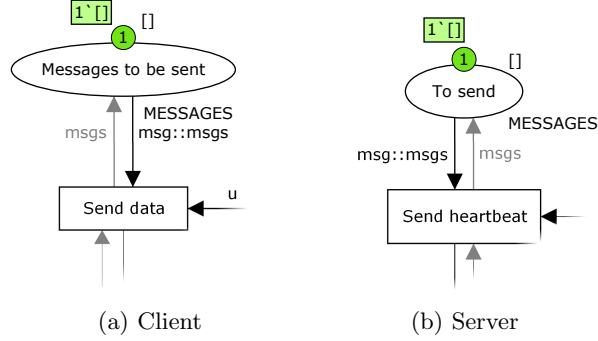 1`[]
[]
1
Messages to be sent
MESSAGES
msgs
msg::msgs
Send data
u
(a) Client
1`[]
1
[]
To send
MESSAGES
msg::msgs
msgs
Send heartbeat
(b) Server